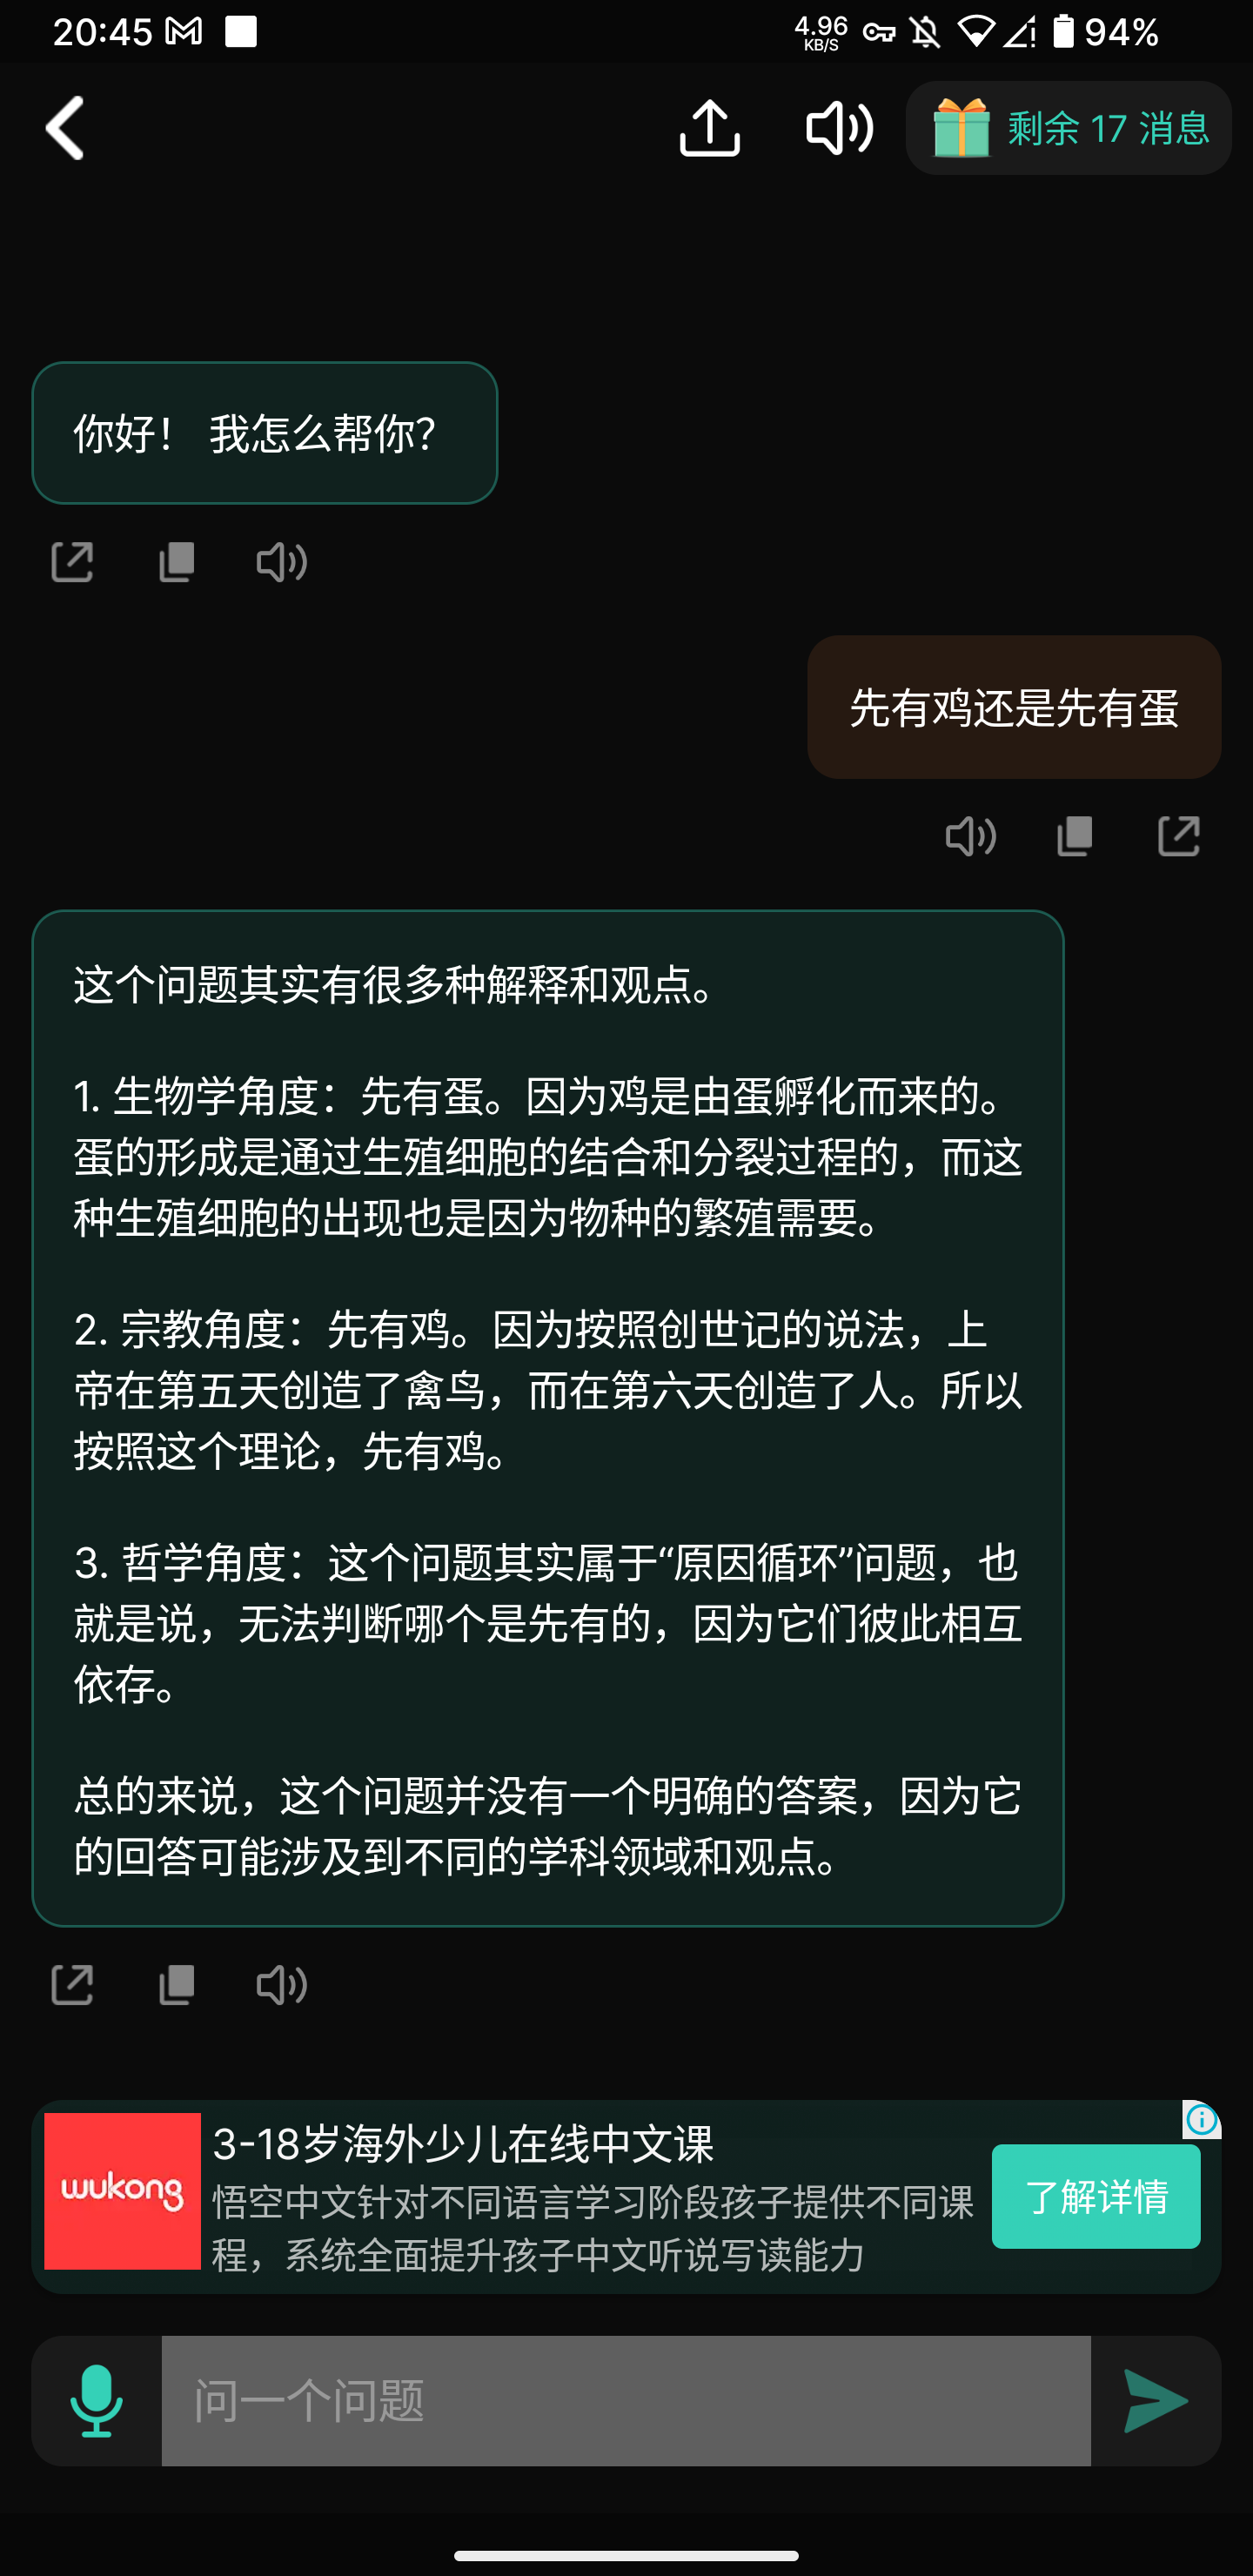 20:45
4.96
KB/S
94%
剩余 17 消息
你好！ 我怎么帮你？
先有鸡还是先有蛋
这个问题其实有很多种解释和观点。
1. 生物学角度：先有蛋。因为鸡是由蛋孵化而来的。
蛋的形成是通过生殖细胞的结合和分裂过程的，而这
种生殖细胞的出现也是因为物种的繁殖需要。
2. 宗教角度：先有鸡。因为按照创世记的说法，上
帝在第五天创造了禽鸟，而在第六天创造了人。所以
按照这个理论，先有鸡。
3. 哲学角度：这个问题其实属于“原因循环”问题，也
就是说，无法判断哪个是先有的，因为它们彼此相互
依存。
总的来说，这个问题并没有一个明确的答案，因为它
的回答可能涉及到不同的学科领域和观点。
wukong
3-18岁海外少儿在线中文课
悟空中文针对不同语言学习阶段孩子提供不同课
程，系统全面提升孩子中文听说写读能力
了解详情
问一个问题